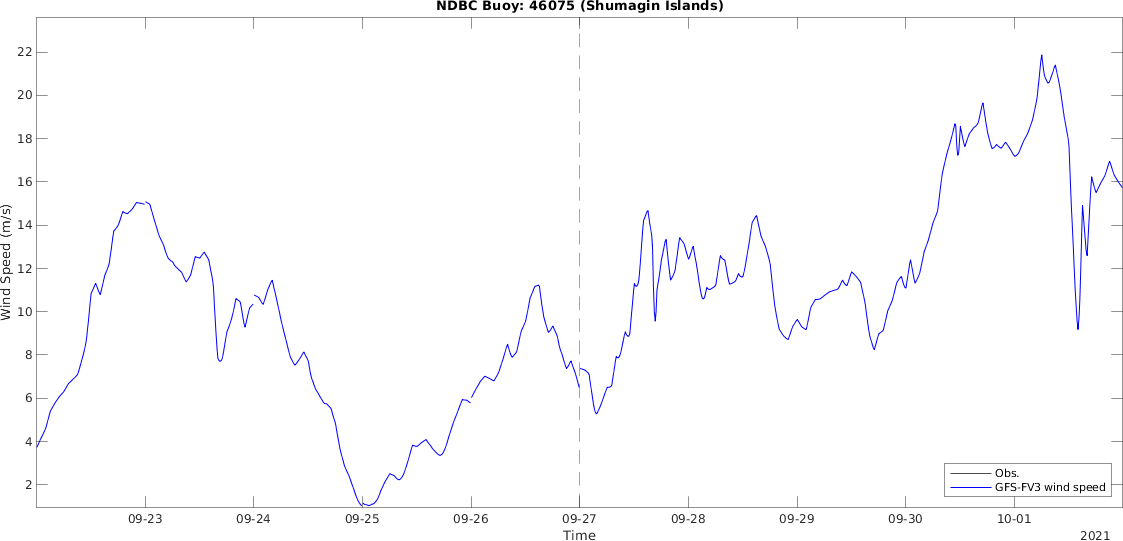 NDBC Buoy: 46075 (Shumagin Islands)
22
20
18
16
14
12
10
8
6
4
2
Wind Speed (m/s)
09-23 09-24 09-25 09-26 09-27 09-28 09-29 09-30 10-01
Time
2021
Obs.
GFS-FV3 wind speed